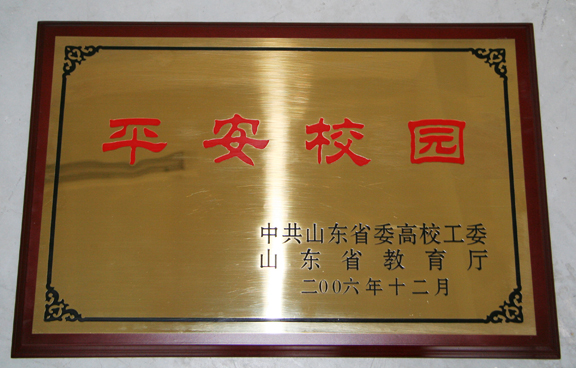 平安校园
中共山东省委高校工委
山东省教育厅
二00六年十二月